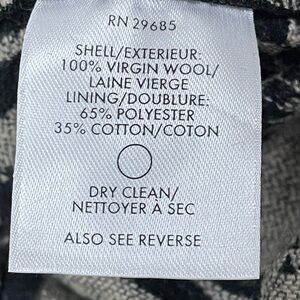 RN 29685
SHELL/EXTERIEUR:
100% VIRGIN WOOL/
LAINE VIERGE
LINING/DOUBLURE:
65% POLYESTER
35% COTTON/COTON
DRY CLEAN/
NETTOYER À SEC
ALSO SEE REVERSE